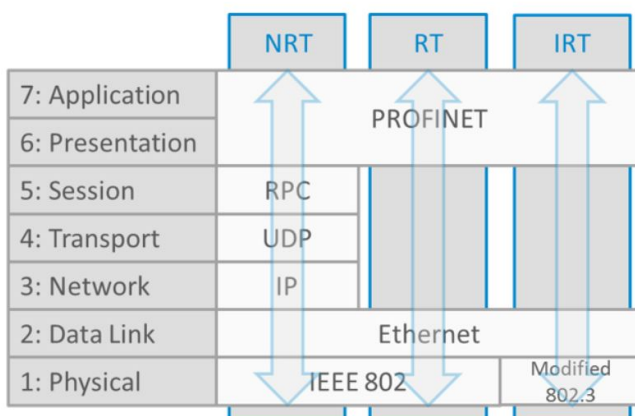 NRT RT IRT
7: Application
PROFINET
6: Presentation
5: Session RPC
4: Transport UDP
3: Network IP
2: Data Link Ethernet
1: Physical IEEE 802 Modified
802.3